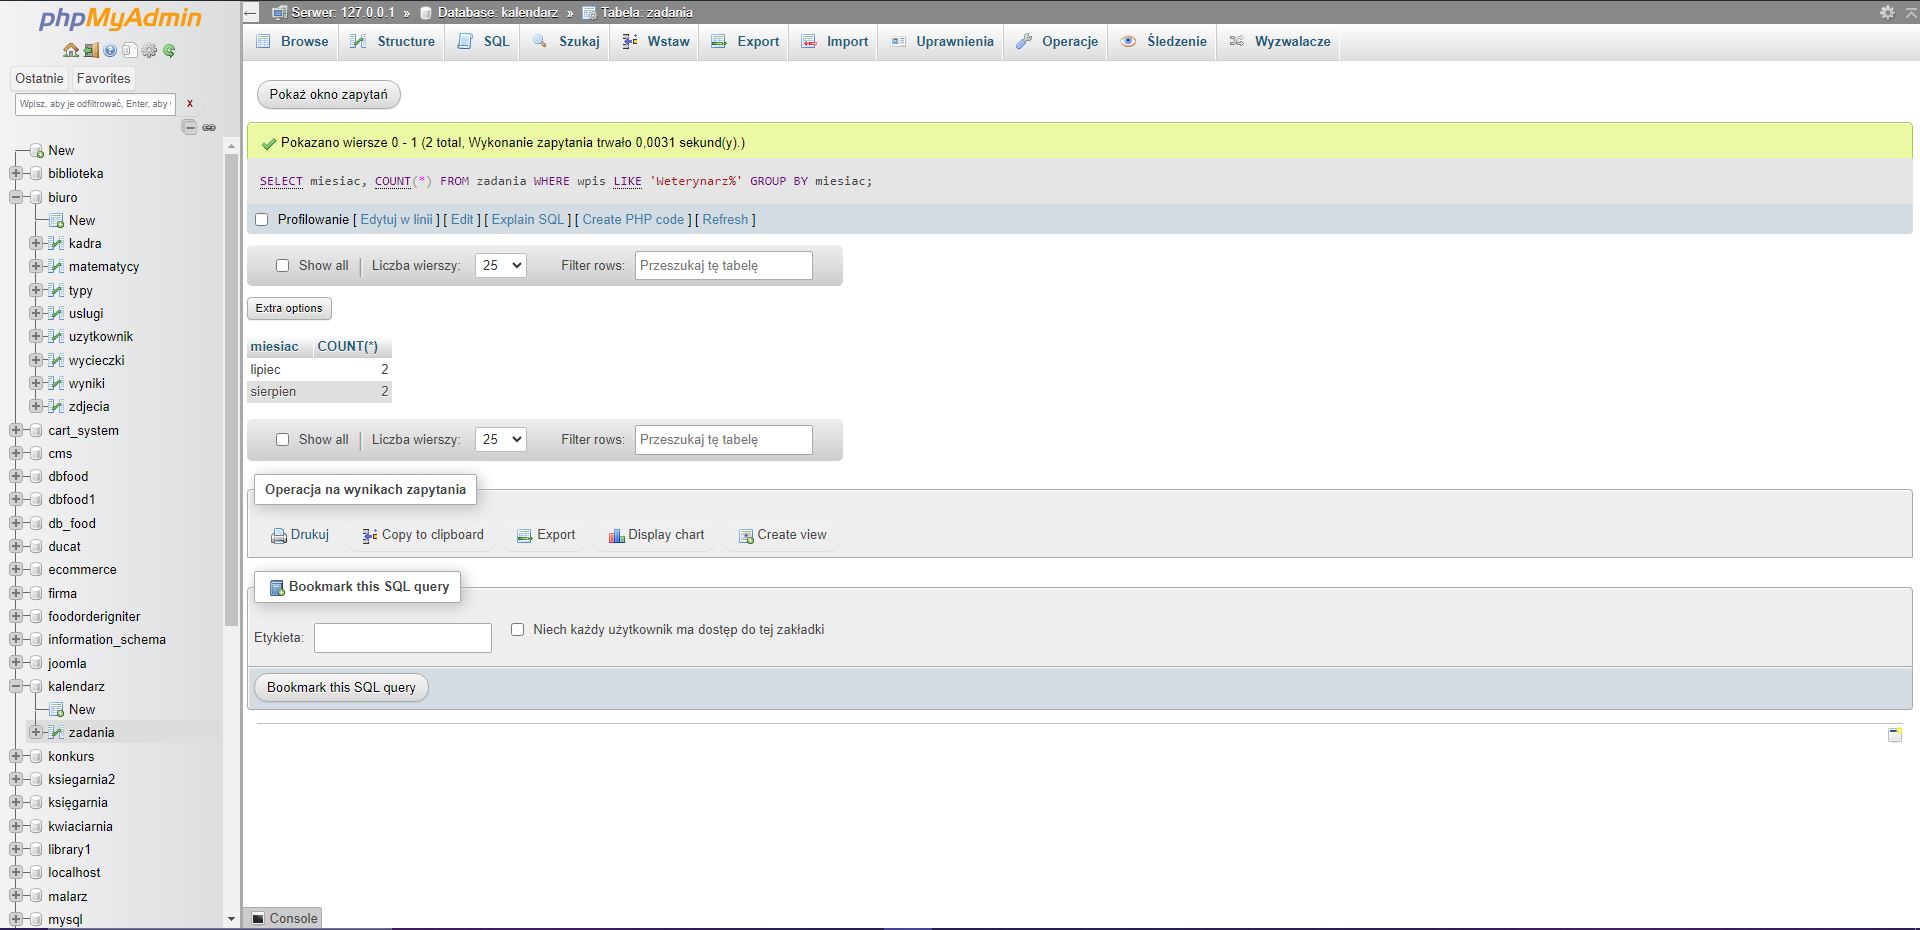 phpMyAdmin
Ostatnie Favorites
Wpisz, aby je odfiltrować, Enter, aby X
New
biblioteka
biuro
New
kadra
matematycy
typy
uslugi
uzytkownik
wycieczki
wyniki
zdjecia
cart_system
cms
dbfood
dbfood1
db_food
ducat
ecommerce
firma
foodorderigniter
information_schema
joomla
kalendarz
New
zadania
konkurs
ksiegarnia2
księgarnia
kwiaciarnia
library1
localhost
malarz
mysql
Serwer: 127.0.0.1 » Database: kalendarz » Tabela: zadania
Browse Structure SQL Szukaj Wstaw Export Import Uprawnienia Operacje Śledzenie Wyzwalacze
Pokaż okno zapytań
Pokazano wiersze 0 - 1 (2 total, Wykonanie zapytania trwało 0,0031 sekund(y).)
SELECT miesiac, COUNT(*) FROM zadania WHERE wpis LIKE 'Weterynarz%' GROUP BY miesiac;
Profilowanie [ Edytuj w linii ] [ Edit ] [ Explain SQL ] [ Create PHP code ] [ Refresh ]
Show all | Liczba wierszy: 25 Filter rows: Przeszukaj tę tabelę
Extra options
miesiac COUNT(*)
lipiec 2
sierpien 2
Show all | Liczba wierszy: 25 Filter rows: Przeszukaj tę tabelę
Operacja na wynikach zapytania
Drukuj Copy to clipboard Export Display chart Create view
Bookmark this SQL query
Etykieta: Niech każdy użytkownik ma dostęp do tej zakładki
Bookmark this SQL query
Console